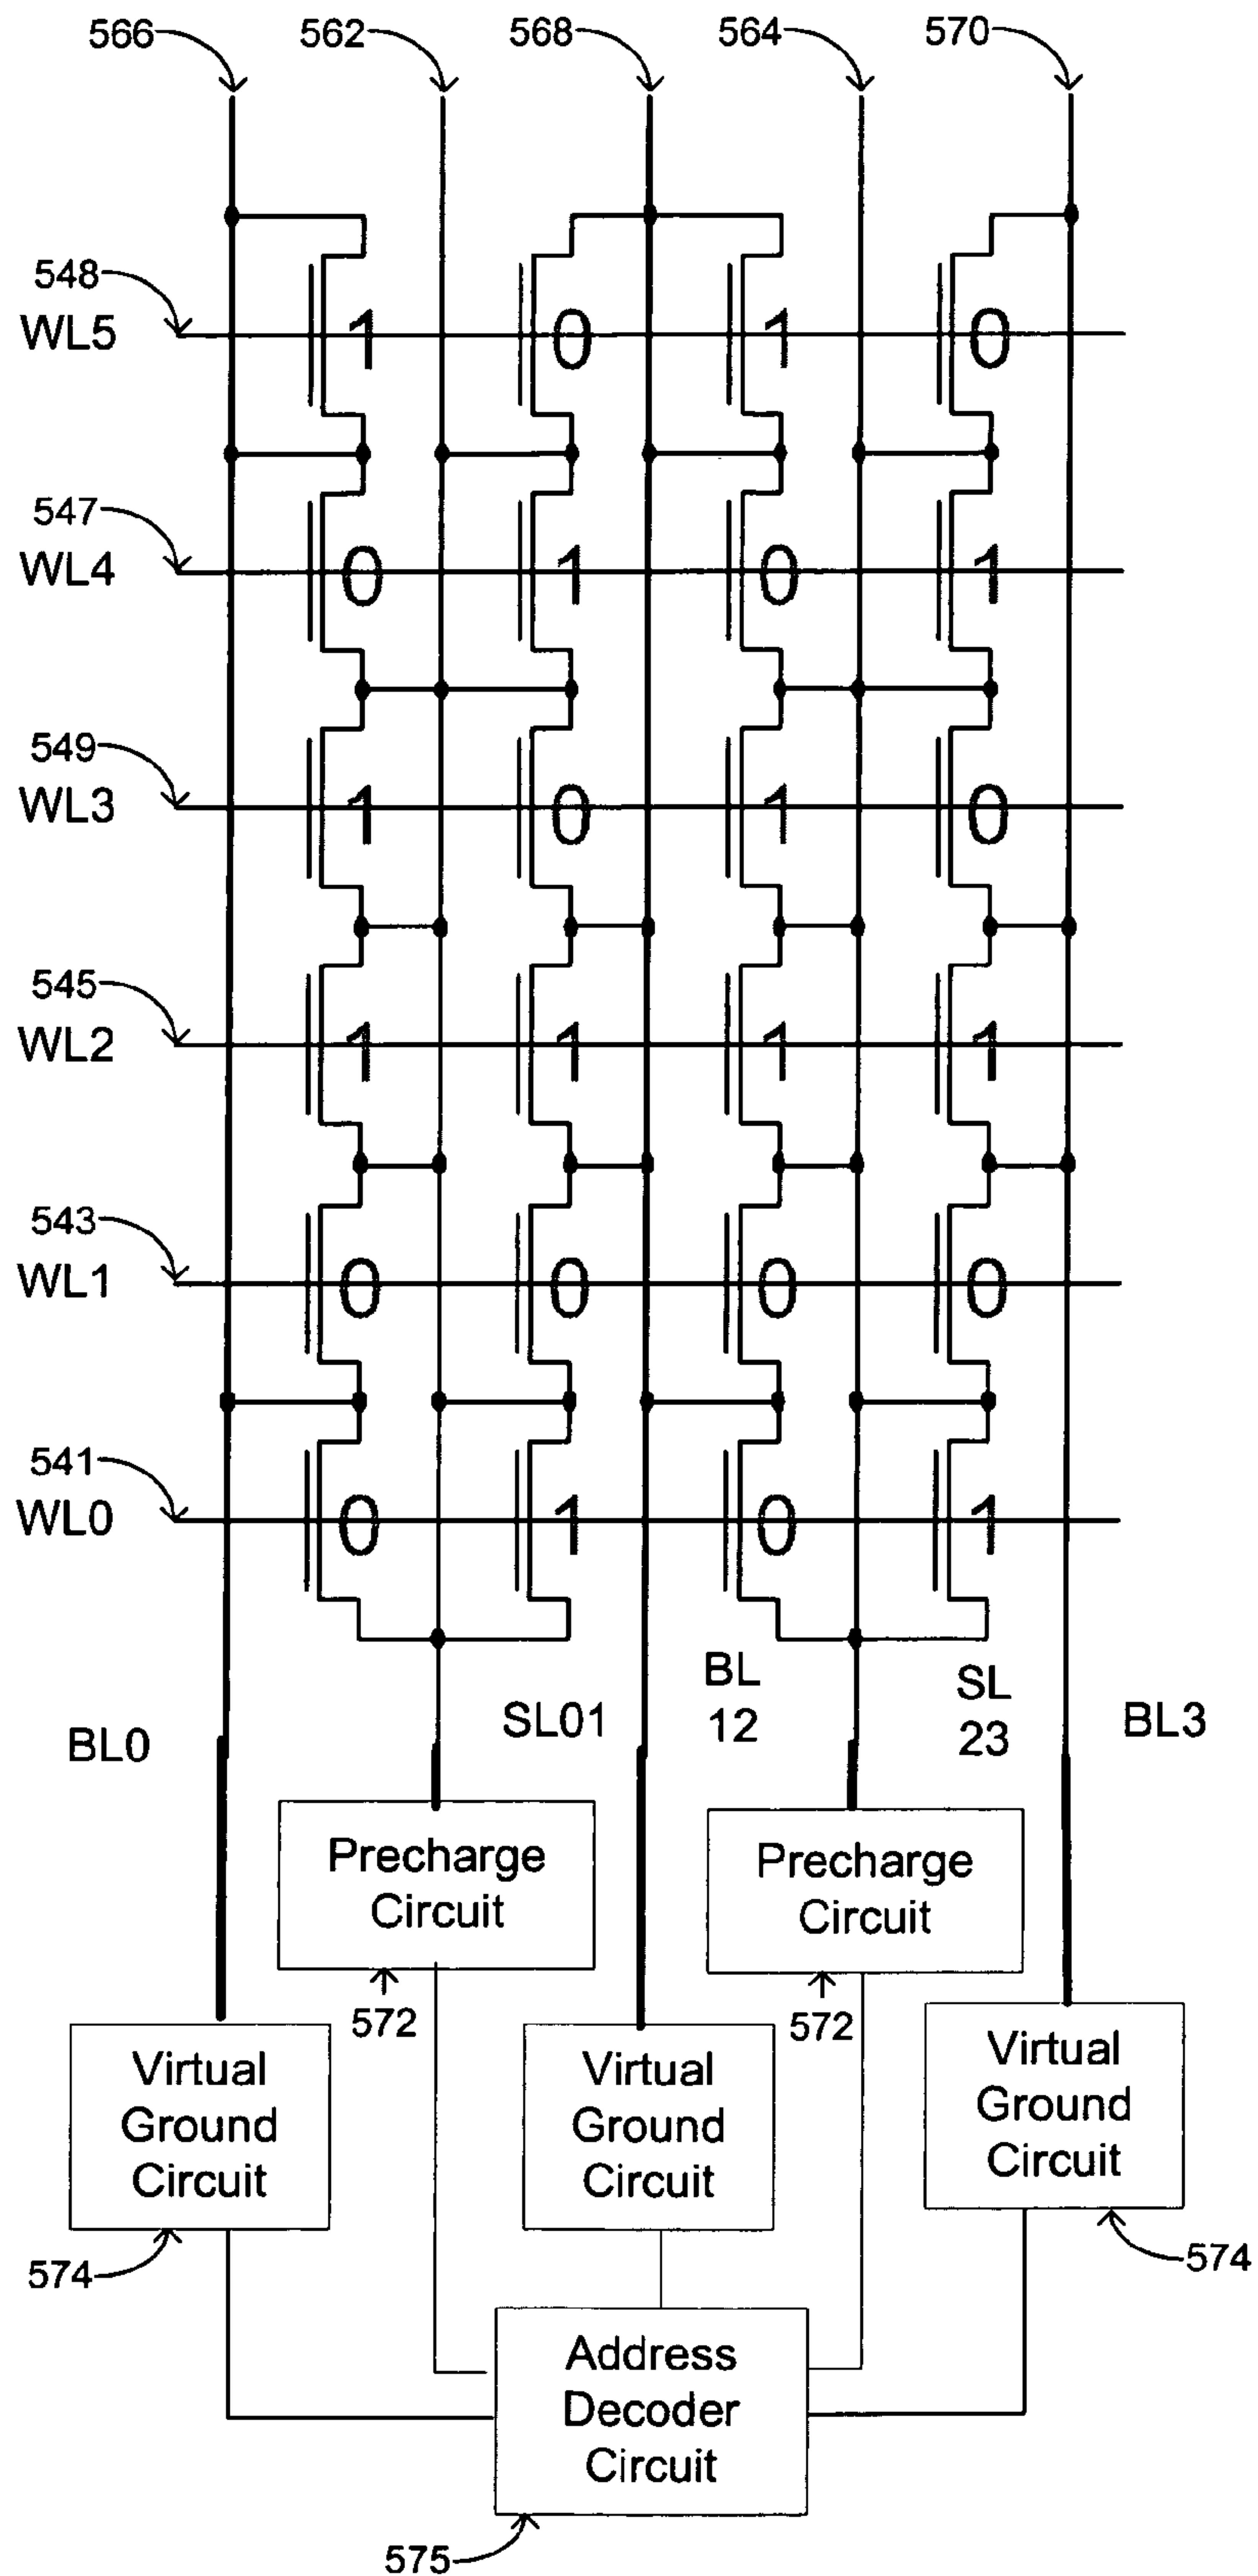 566 562 568 564 570
548
WL5 1 0 1 0
547
WL4 0 1 0 1
549
WL3 1 0 1 0
545
WL2 1 1 1 1
543
WL1 0 0 0 0
541
WL0 0 1 0 1
BL0
SL01
BL
12
SL
23
BL3
Precharge
Circuit
572
Precharge
Circuit
572
Virtual
Ground
Circuit
574
Virtual
Ground
Circuit
Virtual
Ground
Circuit
574
Address
Decoder
Circuit
575